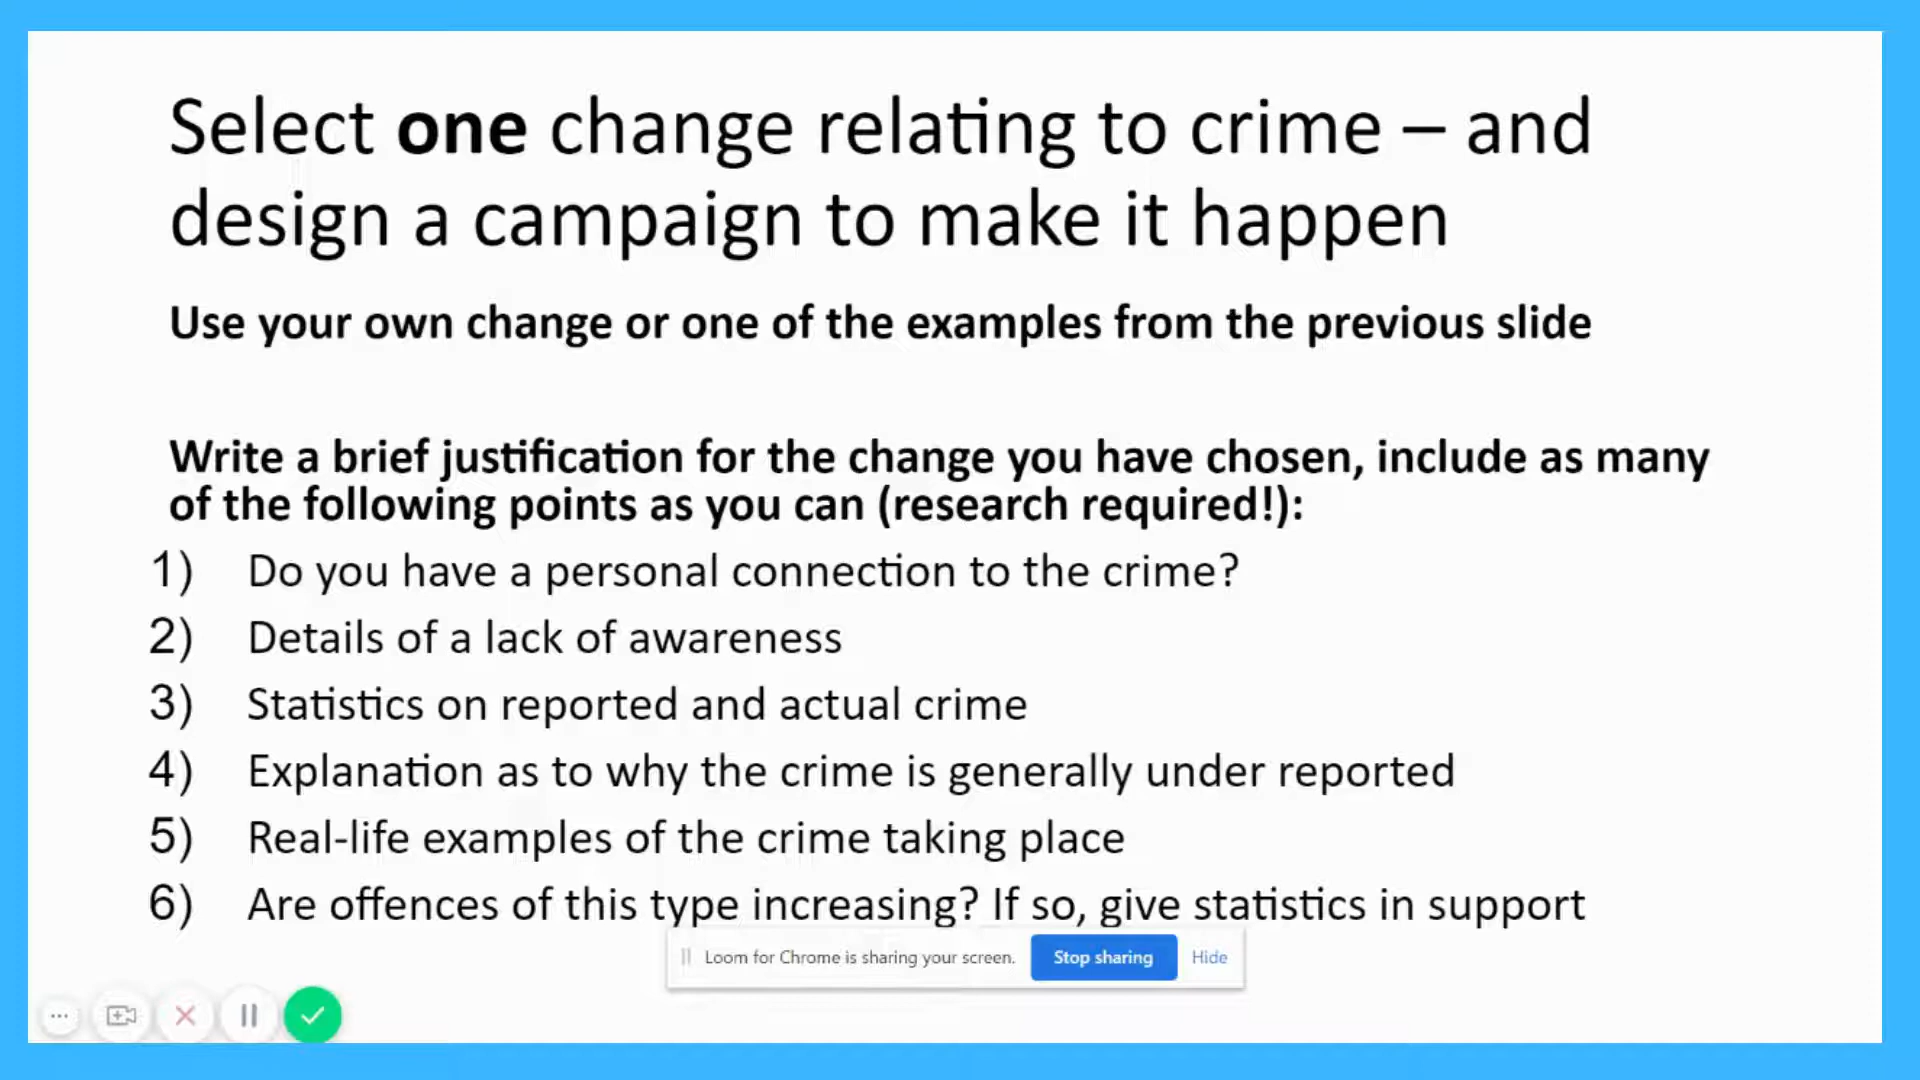 Select one change relating to crime – and
design a campaign to make it happen
Use your own change or one of the examples from the previous slide
Write a brief justification for the change you have chosen, include as many
of the following points as you can (research required!):
1) Do you have a personal connection to the crime?
2) Details of a lack of awareness
3) Statistics on reported and actual crime
4) Explanation as to why the crime is generally under reported
5) Real-life examples of the crime taking place
6) Are offences of this type increasing? If so, give statistics in support
Loom for Chrome is sharing your screen. Stop sharing Hide